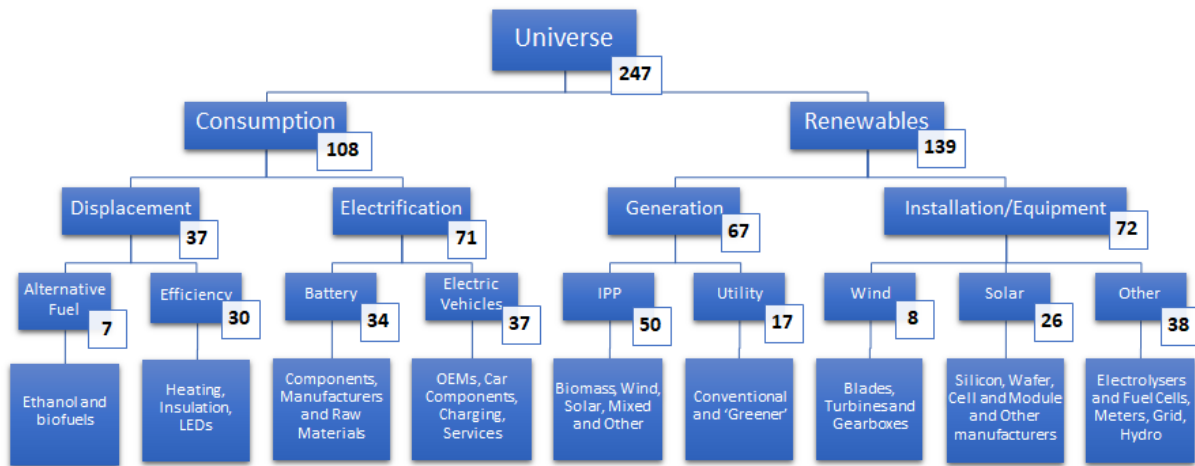 Universe
247
Consumption
108
Renewables
139
Displacement
37
Electrification
71
Generation
67
Installation/Equipment
72
Alternative
Fuel
7
Efficiency
30
Battery
34
Electric
Vehicles
37
IPP
50
Utility
17
Wind
8
Solar
26
Other
38
Ethanol and
biofuels
Heating,
Insulation,
LEDs
Components,
Manufacturers
and Raw
Materials
OEMs, Car
Components,
Charging,
Services
Biomass, Wind,
Solar, Mixed
and Other
Conventional
and ‘Greener’
Blades,
Turbines and
Gearboxes
Silicon, Wafer,
Cell and Module
and Other
manufacturers
Electrolysers
and Fuel Cells,
Meters, Grid,
Hydro